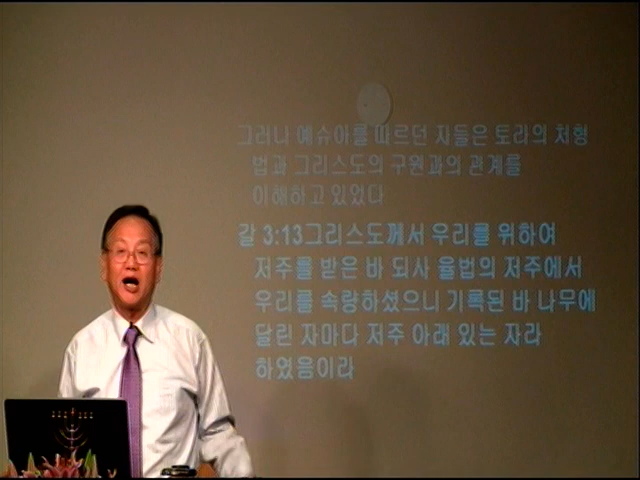 그러나 예슈아를 따르던 자들은 토라의 처형
법과 그리스도의 구원과의 관계를
이해하고 있었다
갈 3:13그리스도께서 우리를 위하여
저주를 받은 바 되사 율법의 저주에서
우리를 속량하셨으니 기록된 바 나무에
달린 자마다 저주 아래 있는 자라
하였음이라